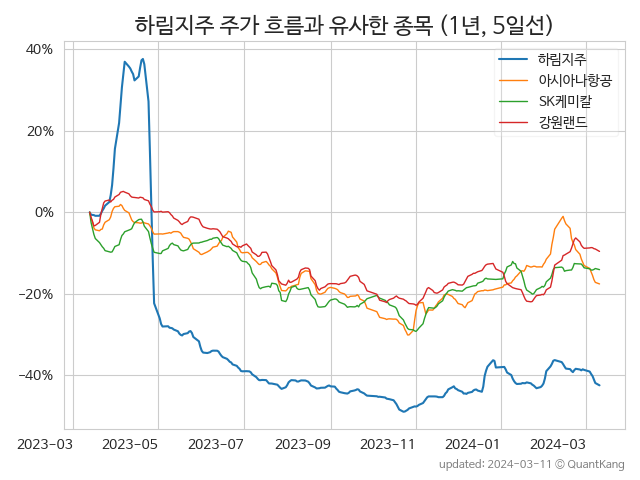 하림지주 주가 흐름과 유사한 종목 (1년, 5일선)
하림지주
아시아나항공
SK케미칼
강원랜드
40%
20%
0%
−20%
−40%
2023−03
2023−05
2023−07
2023−09
2023−11
2024−01
2024−03
updated: 2024−03−11 © QuantKang